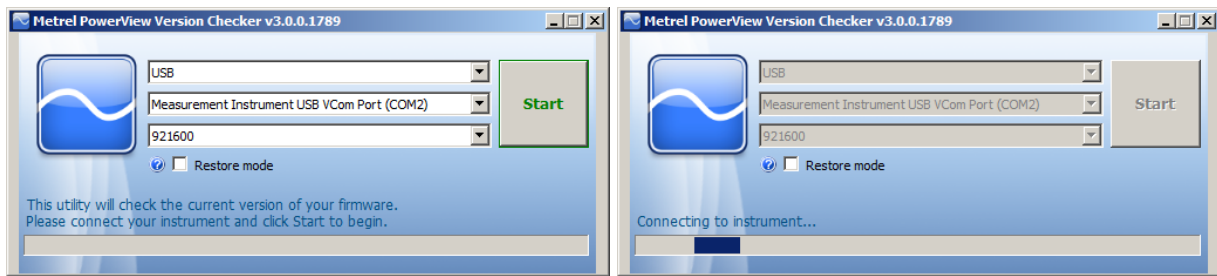 Metrel PowerView Version Checker v3.0.0.1789
USB
Measurement Instrument USB VCom Port (COM2)
921600
Start
Restore mode
This utility will check the current version of your firmware.
Please connect your instrument and click Start to begin.
Metrel PowerView Version Checker v3.0.0.1789
USB
Measurement Instrument USB VCom Port (COM2)
921600
Start
Restore mode
Connecting to instrument...